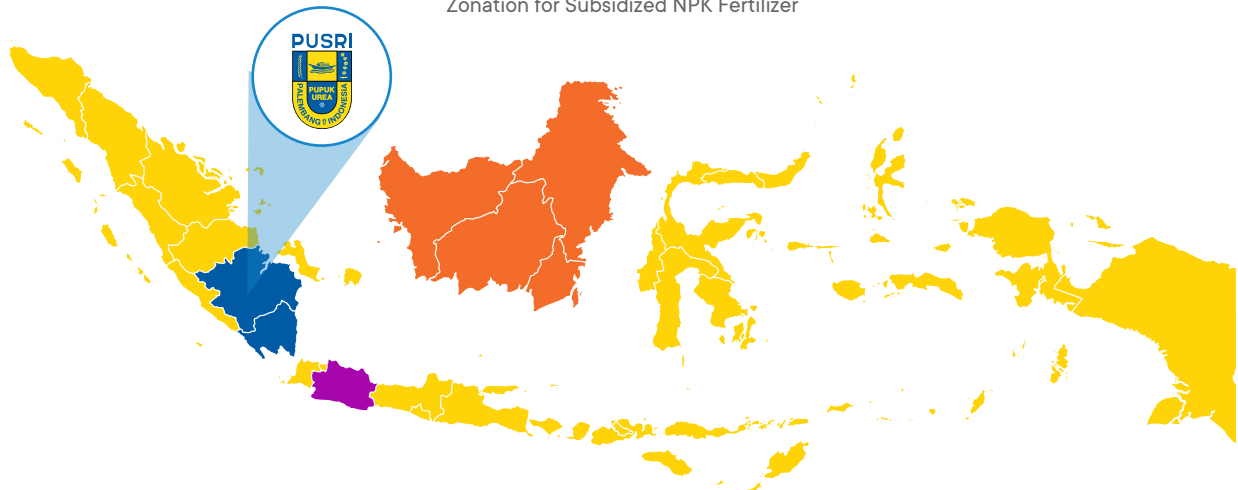 Zonation for Subsidized NPK Fertilizer
PUSRI
PUPUK
UREA
PALEMBANG
INDONESIA